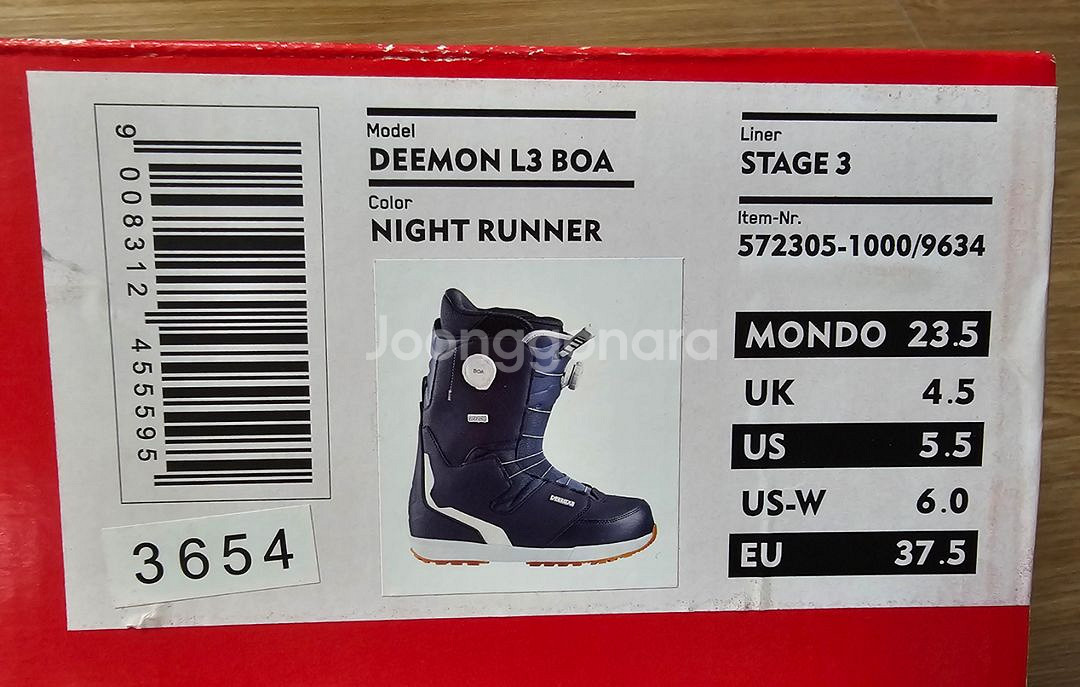 9 008312 455595
3654
Model
DEEMON L3 BOA
Color
NIGHT RUNNER
BOA
Joonggonara
Liner
STAGE 3
Item-Nr.
572305-1000/9634
MONDO 23.5
UK 4.5
US 5.5
US-W 6.0
EU 37.5